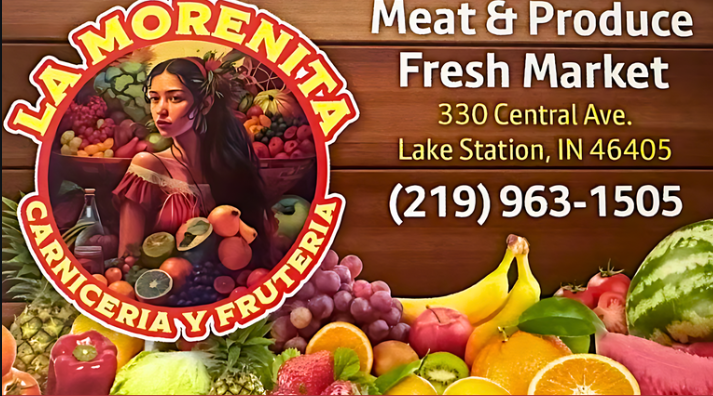 LA MORENITA
CARNICERIA Y FRUTERIA
Meat & Produce
Fresh Market
330 Central Ave.
Lake Station, IN 46405
(219) 963-1505